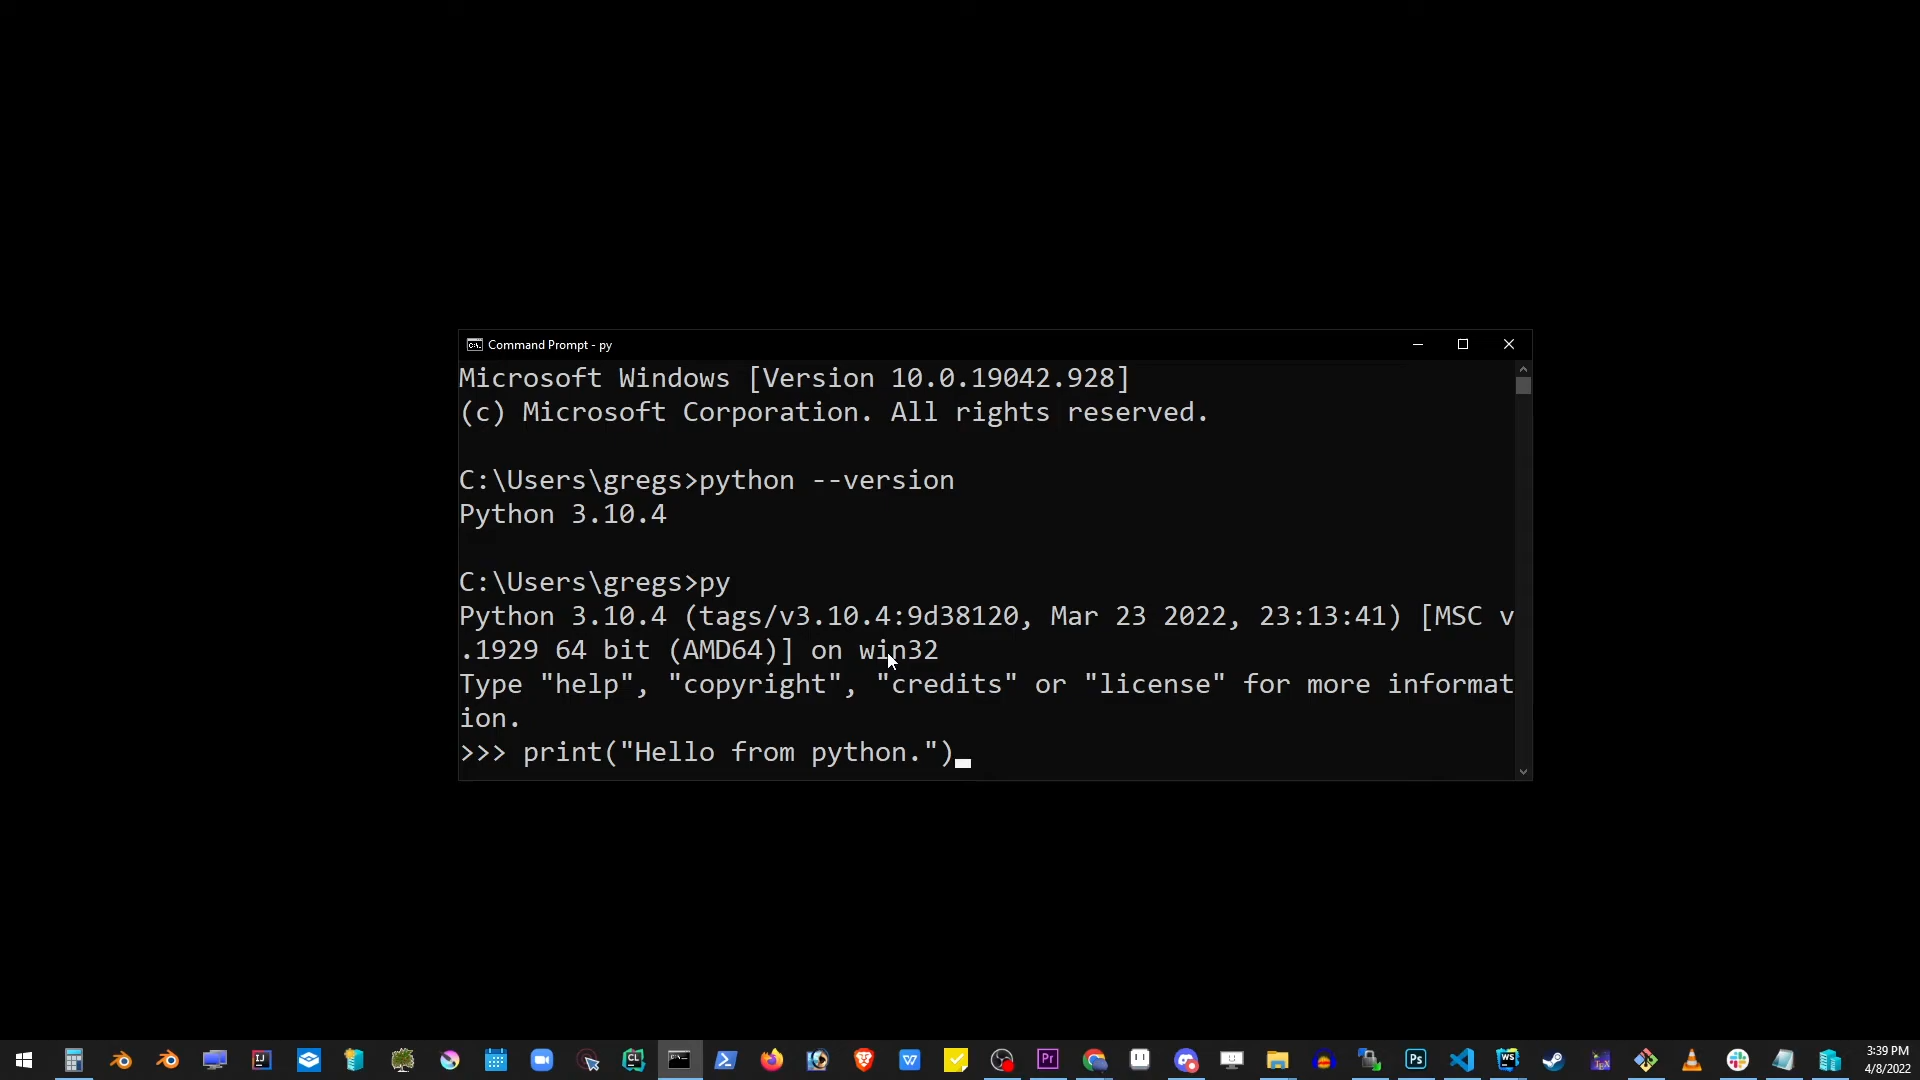 Command Prompt - py
Microsoft Windows [Version 10.0.19042.928]
(c) Microsoft Corporation. All rights reserved.
C:\Users\gregs>python --version
Python 3.10.4
C:\Users\gregs>py
Python 3.10.4 (tags/v3.10.4:9d38120, Mar 23 2022, 23:13:41) [MSC v
.1929 64 bit (AMD64)] on win32
Type "help", "copyright", "credits" or "license" for more informat
ion.
>>> print("Hello from python.")
3:39 PM
4/8/2022